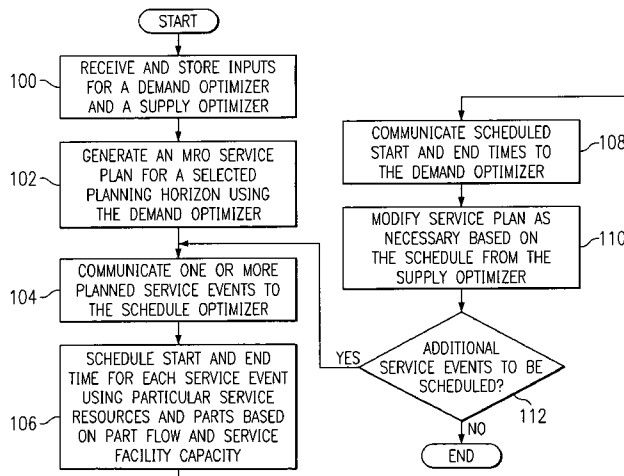 START
100
RECEIVE AND STORE INPUTS
FOR A DEMAND OPTIMIZER
AND A SUPPLY OPTIMIZER
102
GENERATE AN MRO SERVICE
PLAN FOR A SELECTED
PLANNING HORIZON USING
THE DEMAND OPTIMIZER
104
COMMUNICATE ONE OR MORE
PLANNED SERVICE EVENTS TO
THE SCHEDULE OPTIMIZER
106
SCHEDULE START AND END
TIME FOR EACH SERVICE EVENT
USING PARTICULAR SERVICE
RESOURCES AND PARTS BASED
ON PART FLOW AND SERVICE
FACILITY CAPACITY
COMMUNICATE SCHEDULED
START AND END TIMES TO
THE DEMAND OPTIMIZER
108
MODIFY SERVICE PLAN AS
NECESSARY BASED ON
THE SCHEDULE FROM THE
SUPPLY OPTIMIZER
110
YES
ADDITIONAL
SERVICE EVENTS TO BE
SCHEDULED?
112
NO
END